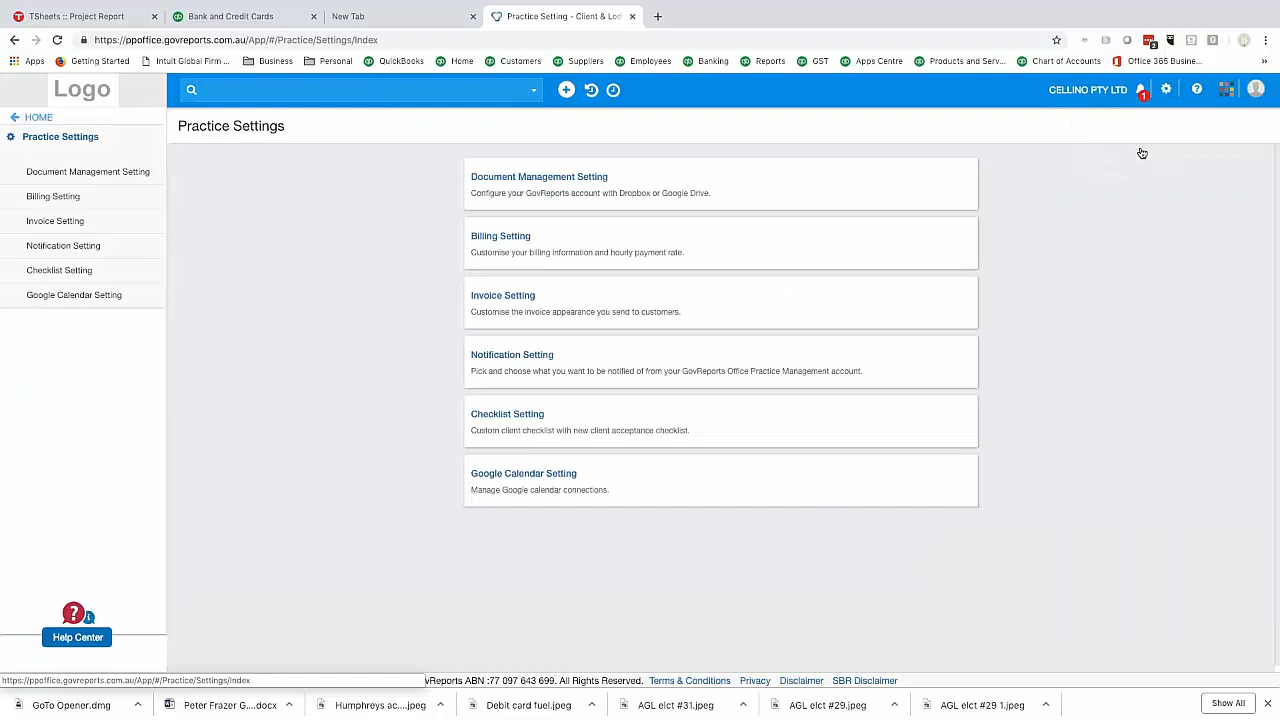 TSheets :: Project Report
Bank and Credit Cards
New Tab
Practice Setting – Client & Lod
https://ppoffice.govreports.com.au/App/#/Practice/Settings/Index
2
Apps
Getting Started
Intuit Global Firm ...
Business
Personal
QuickBooks
Home
Customers
Suppliers
Employees
Banking
Reports
GST
Apps Centre
Products and Serv...
Chart of Accounts
Office 365 Busine...
»
Logo
CELLINO PTY LTD
1
HOME
Practice Settings
Document Management Setting
Billing Setting
Invoice Setting
Notification Setting
Checklist Setting
Google Calendar Setting
Practice Settings
Document Management Setting
Configure your GovReports account with Dropbox or Google Drive.
Billing Setting
Customise your billing information and hourly payment rate.
Invoice Setting
Customise the invoice appearance you send to customers.
Notification Setting
Pick and choose what you want to be notified of from your GovReports Office Practice Management account.
Checklist Setting
Custom client checklist with new client acceptance checklist.
Google Calendar Setting
Manage Google calendar connections.
?
i
Help Center
https://ppoffice.govreports.com.au/App/#/Practice/Settings/Index
vReports ABN :77 097 643 699. All Rights Reserved. Terms & Conditions Privacy Disclaimer SBR Disclaimer
GoTo Opener.dmg
Peter Frazer G....docx
Humphreys ac....jpeg
Debit card fuel.jpeg
AGL elct #31.jpeg
AGL elct #29.jpeg
AGL elct #29 1.jpeg
Show All